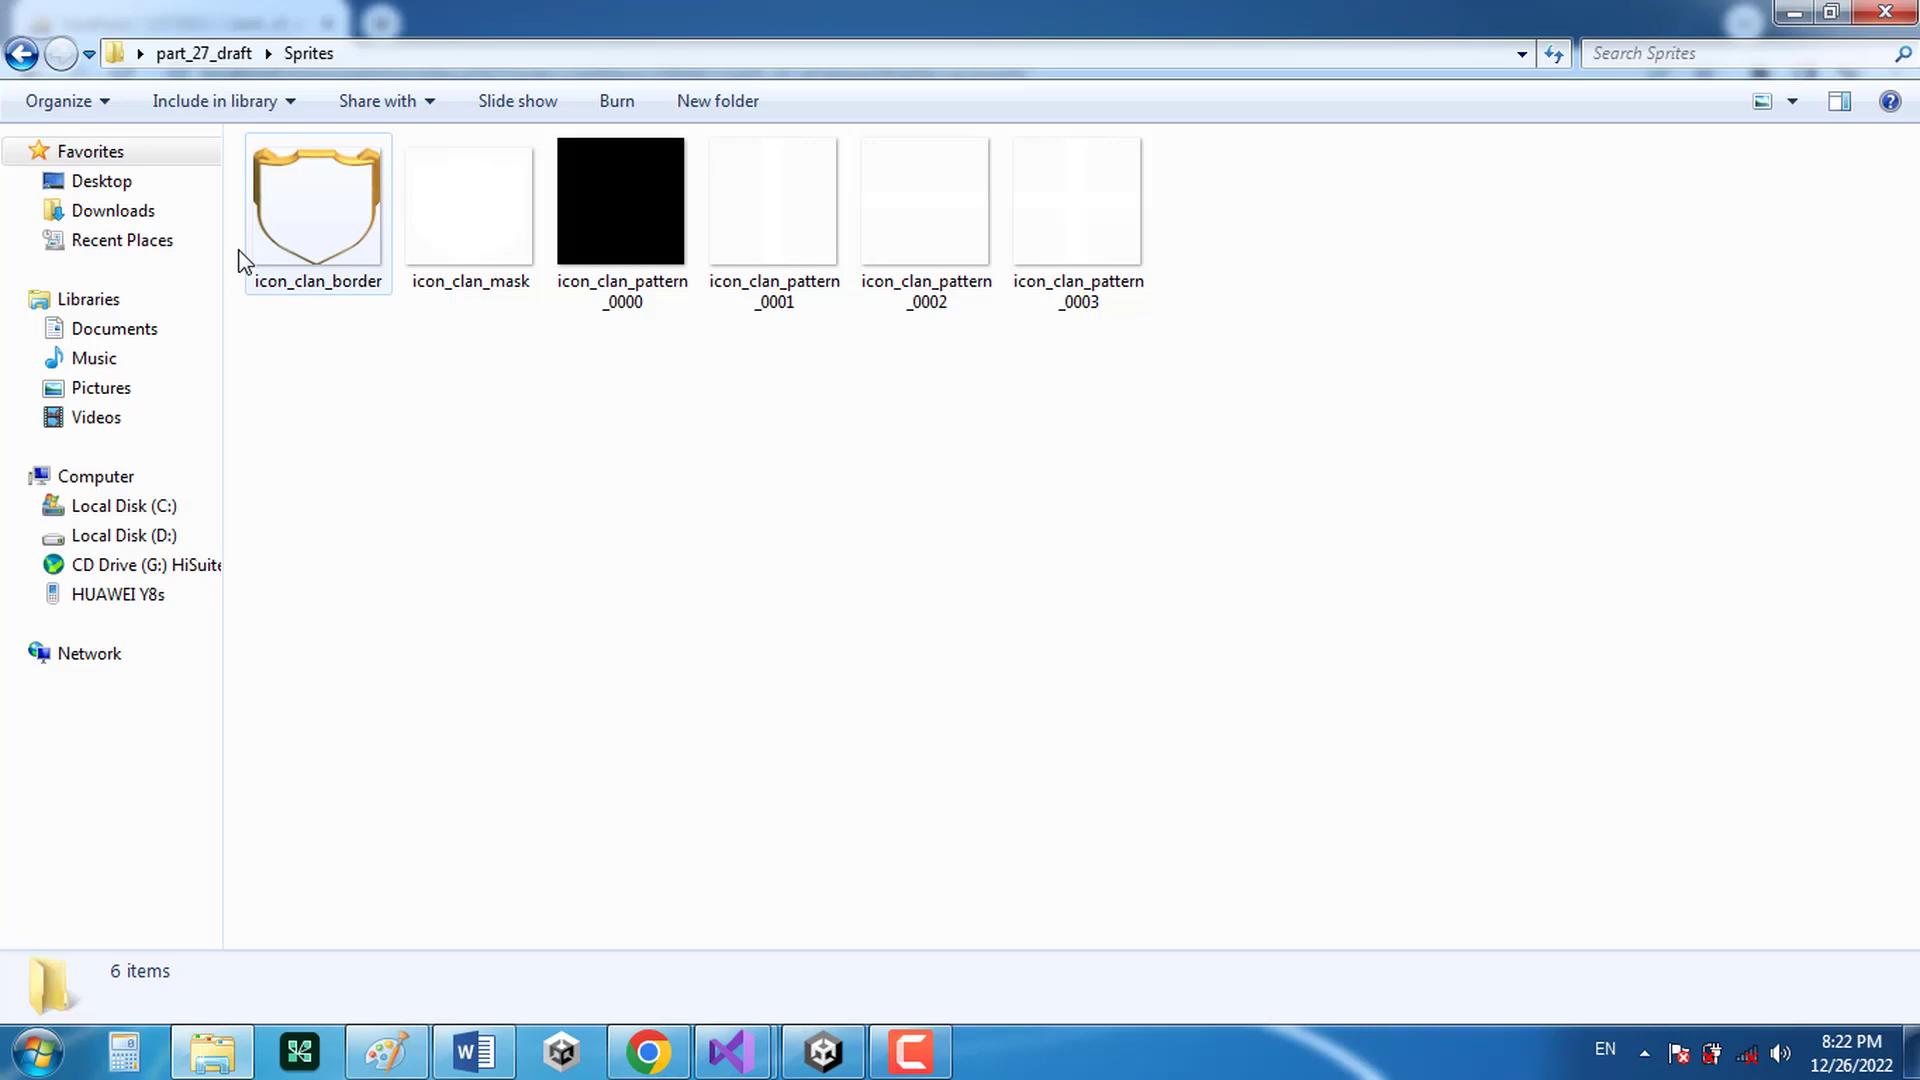 part_27_draft Sprites
Search Sprites
Organize Include in library Share with Slide show Burn New folder
Favorites
Desktop
Downloads
Recent Places
Libraries
Documents
Music
Pictures
Videos
Computer
Local Disk (C:)
Local Disk (D:)
CD Drive (G:) HiSuite
HUAWEI Y8s
Network
icon_clan_border
icon_clan_mask
icon_clan_pattern
_0000
icon_clan_pattern
_0001
icon_clan_pattern
_0002
icon_clan_pattern
_0003
6 items
EN
8:22 PM
12/26/2022